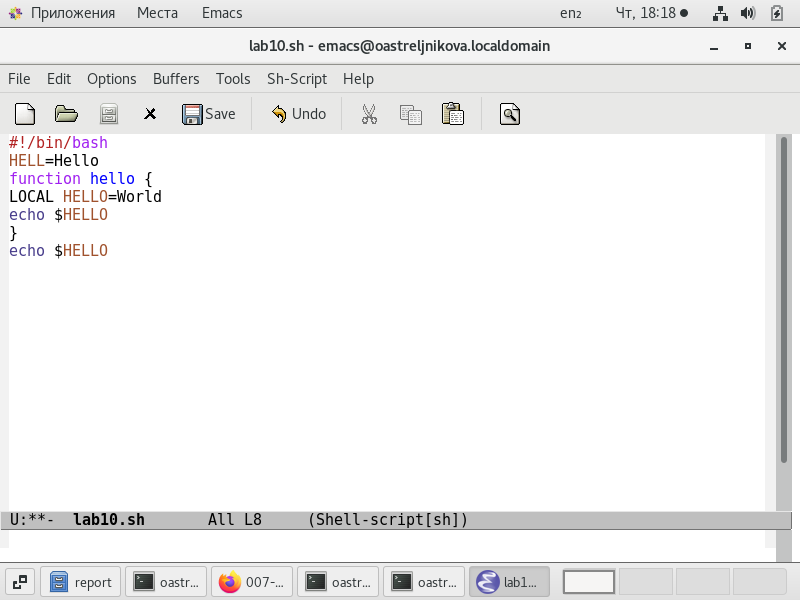 Приложения Места Emacs en₂ Чт, 18:18
lab10.sh - emacs@oastreljnikova.localdomain
File Edit Options Buffers Tools Sh-Script Help
Save Undo
#!/bin/bash
HELL=Hello
function hello {
LOCAL HELLO=World
echo $HELLO
}
echo $HELLO
U:**- lab10.sh All L8 (Shell-script[sh])
report oastr... 007-... oastr... oastr... lab1...